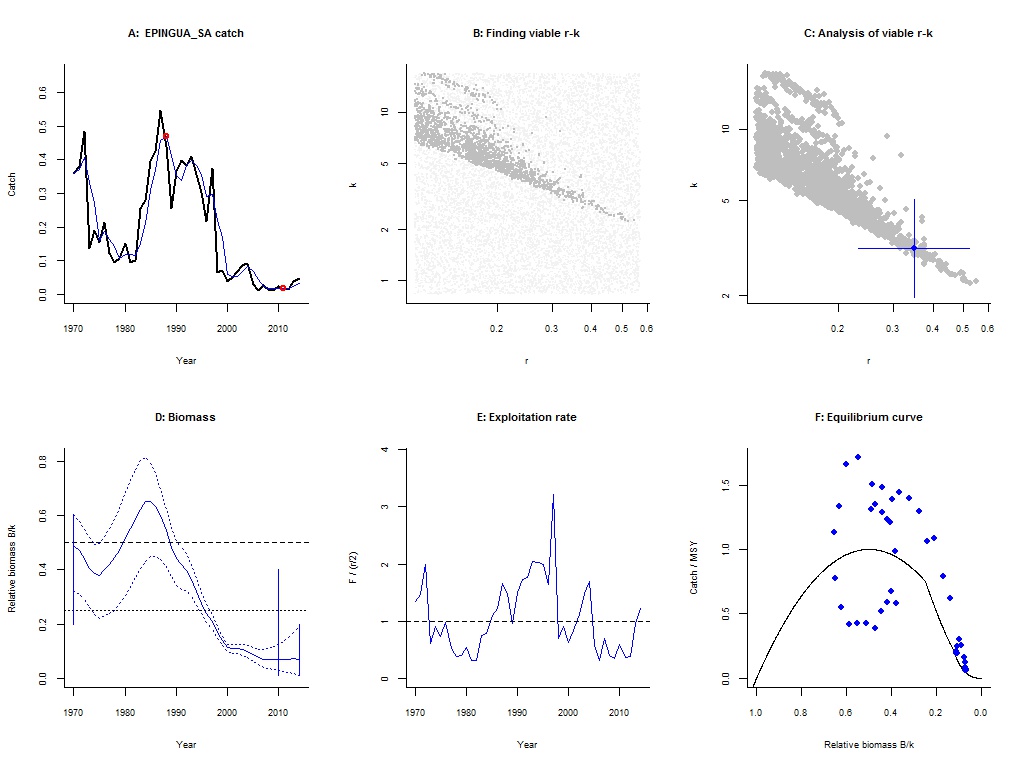 A:  EPINGUA_SA catch
B: Finding viable r-k
C: Analysis of viable r-k
Catch
0.0 0.1 0.2 0.3 0.4 0.5 0.6
1970 1980 1990 2000 2010
Year
k
1 2 5 10
0.2 0.3 0.4 0.5 0.6
r
k
2 5 10
0.2 0.3 0.4 0.5 0.6
r
D: Biomass
E: Exploitation rate
F: Equilibrium curve
Relative biomass B/k
0.0 0.2 0.4 0.6 0.8
1970 1980 1990 2000 2010
Year
F / (r/2)
0 1 2 3 4
1970 1980 1990 2000 2010
Year
Catch / MSY
0.0 0.5 1.0 1.5
1.0 0.8 0.6 0.4 0.2 0.0
Relative biomass B/k